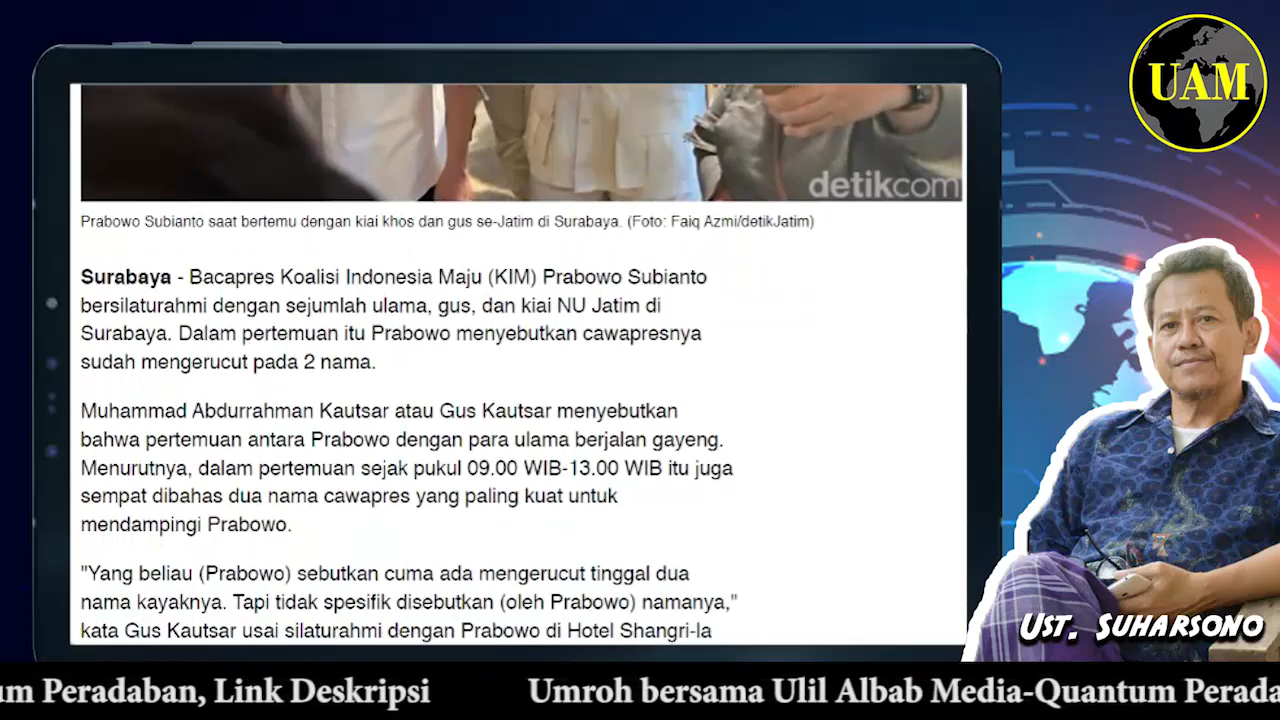 UAM
detikcom
Prabowo Subianto saat bertemu dengan kiai khos dan gus se-Jatim di Surabaya. (Foto: Faiq Azmi/detikJatim)
Surabaya - Bacapres Koalisi Indonesia Maju (KIM) Prabowo Subianto
bersilaturahmi dengan sejumlah ulama, gus, dan kiai NU Jatim di
Surabaya. Dalam pertemuan itu Prabowo menyebutkan cawapresnya
sudah mengerucut pada 2 nama.
Muhammad Abdurrahman Kautsar atau Gus Kautsar menyebutkan
bahwa pertemuan antara Prabowo dengan para ulama berjalan gayeng.
Menurutnya, dalam pertemuan sejak pukul 09.00 WIB-13.00 WIB itu juga
sempat dibahas dua nama cawapres yang paling kuat untuk
mendampingi Prabowo.
"Yang beliau (Prabowo) sebutkan cuma ada mengerucut tinggal dua
nama kayaknya. Tapi tidak spesifik disebutkan (oleh Prabowo) namanya,"
kata Gus Kautsar usai silaturahmi dengan Prabowo di Hotel Shangri-la
UST. SUHARSONO
um Peradaban, Link Deskripsi Umroh bersama Ulil Albab Media-Quantum Perada